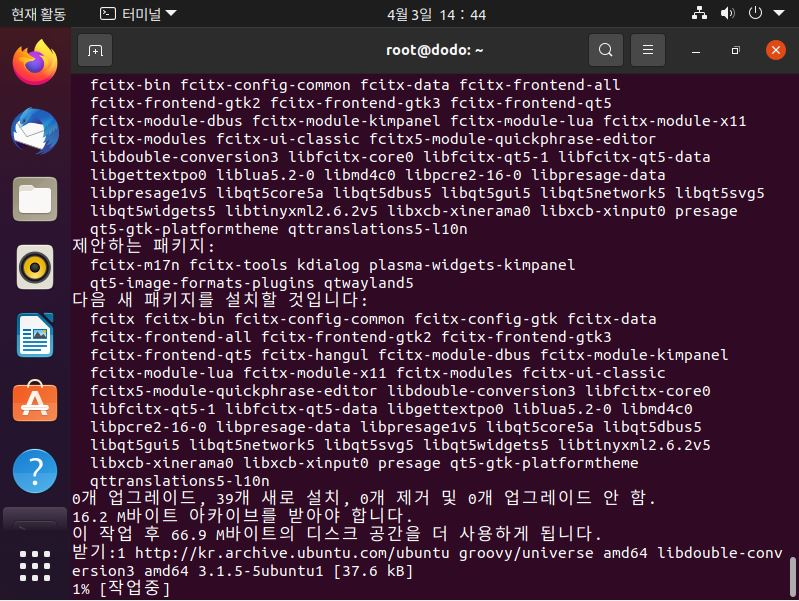 현재 활동
터미널
4월 3일 14 : 44
root@dodo: ~
fcitx-bin fcitx-config-common fcitx-data fcitx-frontend-all
fcitx-frontend-gtk2 fcitx-frontend-gtk3 fcitx-frontend-qt5
fcitx-module-dbus fcitx-module-kimpanel fcitx-module-lua fcitx-module-x11
fcitx-modules fcitx-ui-classic fcitx5-module-quickphrase-editor
libdouble-conversion3 libfcitx-core0 libfcitx-qt5-1 libfcitx-qt5-data
libgettextpo0 liblua5.2-0 libmd4c0 libpcre2-16-0 libpresage-data
libpresage1v5 libqt5core5a libqt5dbus5 libqt5gui5 libqt5network5 libqt5svg5
libqt5widgets5 libtinyxml2.6.2v5 libxcb-xinerama0 libxcb-xinput0 presage
qt5-gtk-platformtheme qttranslations5-l10n
제안하는 패키지:
fcitx-m17n fcitx-tools kdialog plasma-widgets-kimpanel
qt5-image-formats-plugins qtwayland5
다음 새 패키지를 설치할 것입니다:
fcitx fcitx-bin fcitx-config-common fcitx-config-gtk fcitx-data
fcitx-frontend-all fcitx-frontend-gtk2 fcitx-frontend-gtk3
fcitx-frontend-qt5 fcitx-hangul fcitx-module-dbus fcitx-module-kimpanel
fcitx-module-lua fcitx-module-x11 fcitx-modules fcitx-ui-classic
fcitx5-module-quickphrase-editor libdouble-conversion3 libfcitx-core0
libfcitx-qt5-1 libfcitx-qt5-data libgettextpo0 liblua5.2-0 libmd4c0
libpcre2-16-0 libpresage-data libpresage1v5 libqt5core5a libqt5dbus5
libqt5gui5 libqt5network5 libqt5svg5 libqt5widgets5 libtinyxml2.6.2v5
libxcb-xinerama0 libxcb-xinput0 presage qt5-gtk-platformtheme
qttranslations5-l10n
0개 업그레이드, 39개 새로 설치, 0개 제거 및 0개 업그레이드 안 함.
16.2 M바이트 아카이브를 받아야 합니다.
이 작업 후 66.9 M바이트의 디스크 공간을 더 사용하게 됩니다.
받기:1 http://kr.archive.ubuntu.com/ubuntu groovy/universe amd64 libdouble-conv
ersion3 amd64 3.1.5-5ubuntu1 [37.6 kB]
1% [작업중]